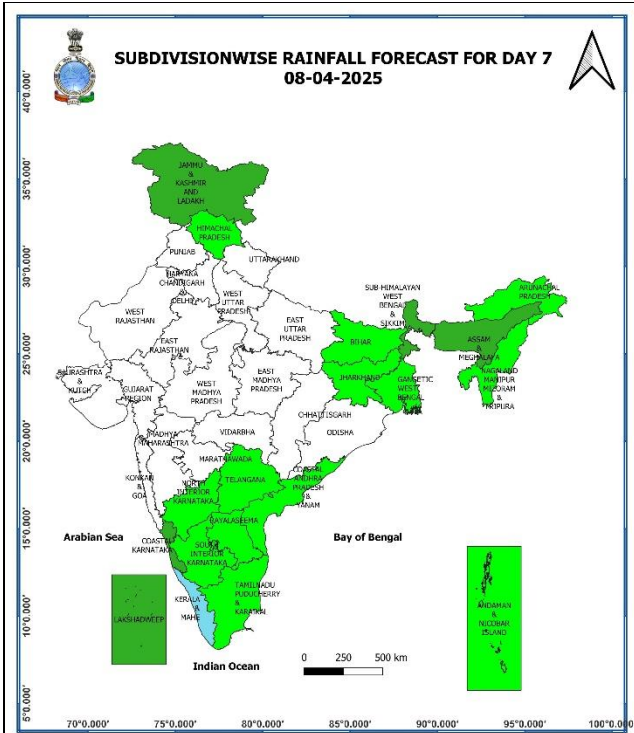 SUBDIVISIONWISE RAINFALL FORECAST FOR DAY 7
08-04-2025
40°0.000'
35°0.000'
30°0.000'
25°0.000'
20°0.000'
15°0.000'
10°0.000'
5°0.000'
JAMMU
&
KASHMIR
AND
LADAKH
HIMACHAL
PRADESH
PUNJAB
UTTARAKHAND
HARYANA
CHANDIGARH
&
DELHI
WEST
UTTAR
PRADESH
WEST
RAJASTHAN
EAST
RAJASTHAN
EAST
UTTAR
PRADESH
SUB-HIMALAYAN
WEST
BENGAL
&
SIKKIM
ARUNACHAL
PRADESH
ASSAM
&
MEGHALAYA
NAGALAND
MANIPUR
MIZORAM
&
TRIPURA
BIHAR
JHARKHAND
GANGETIC
WEST
BENGAL
SAURASHTRA
&
KUTCH
GUJARAT
REGION
WEST
MADHYA
PRADESH
EAST
MADHYA
PRADESH
CHHATTISGARH
ODISHA
MADHYA
MAHARSHTRA
VIDARBHA
MARATHWADA
KONKAN
&
GOA
NORTH
INTERIOR
KARNATAKA
TELANGANA
COASTAL
ANDHRA
PRADESH
&
YANAM
RAYALASEEMA
COASTAL
KARNATAKA
SOUTH
INTERIOR
KARNATAKA
Arabian Sea
Bay of Bengal
TAMILNADU
PUDUCHERRY
&
KARAIKAL
KERALA
&
MAHE
LAKSHADWEEP
ANDAMAN
&
NICOBAR
ISLAND
Indian Ocean
0 250 500 km
70°0.000' 75°0.000' 80°0.000' 85°0.000' 90°0.000' 95°0.000' 100°0.000'